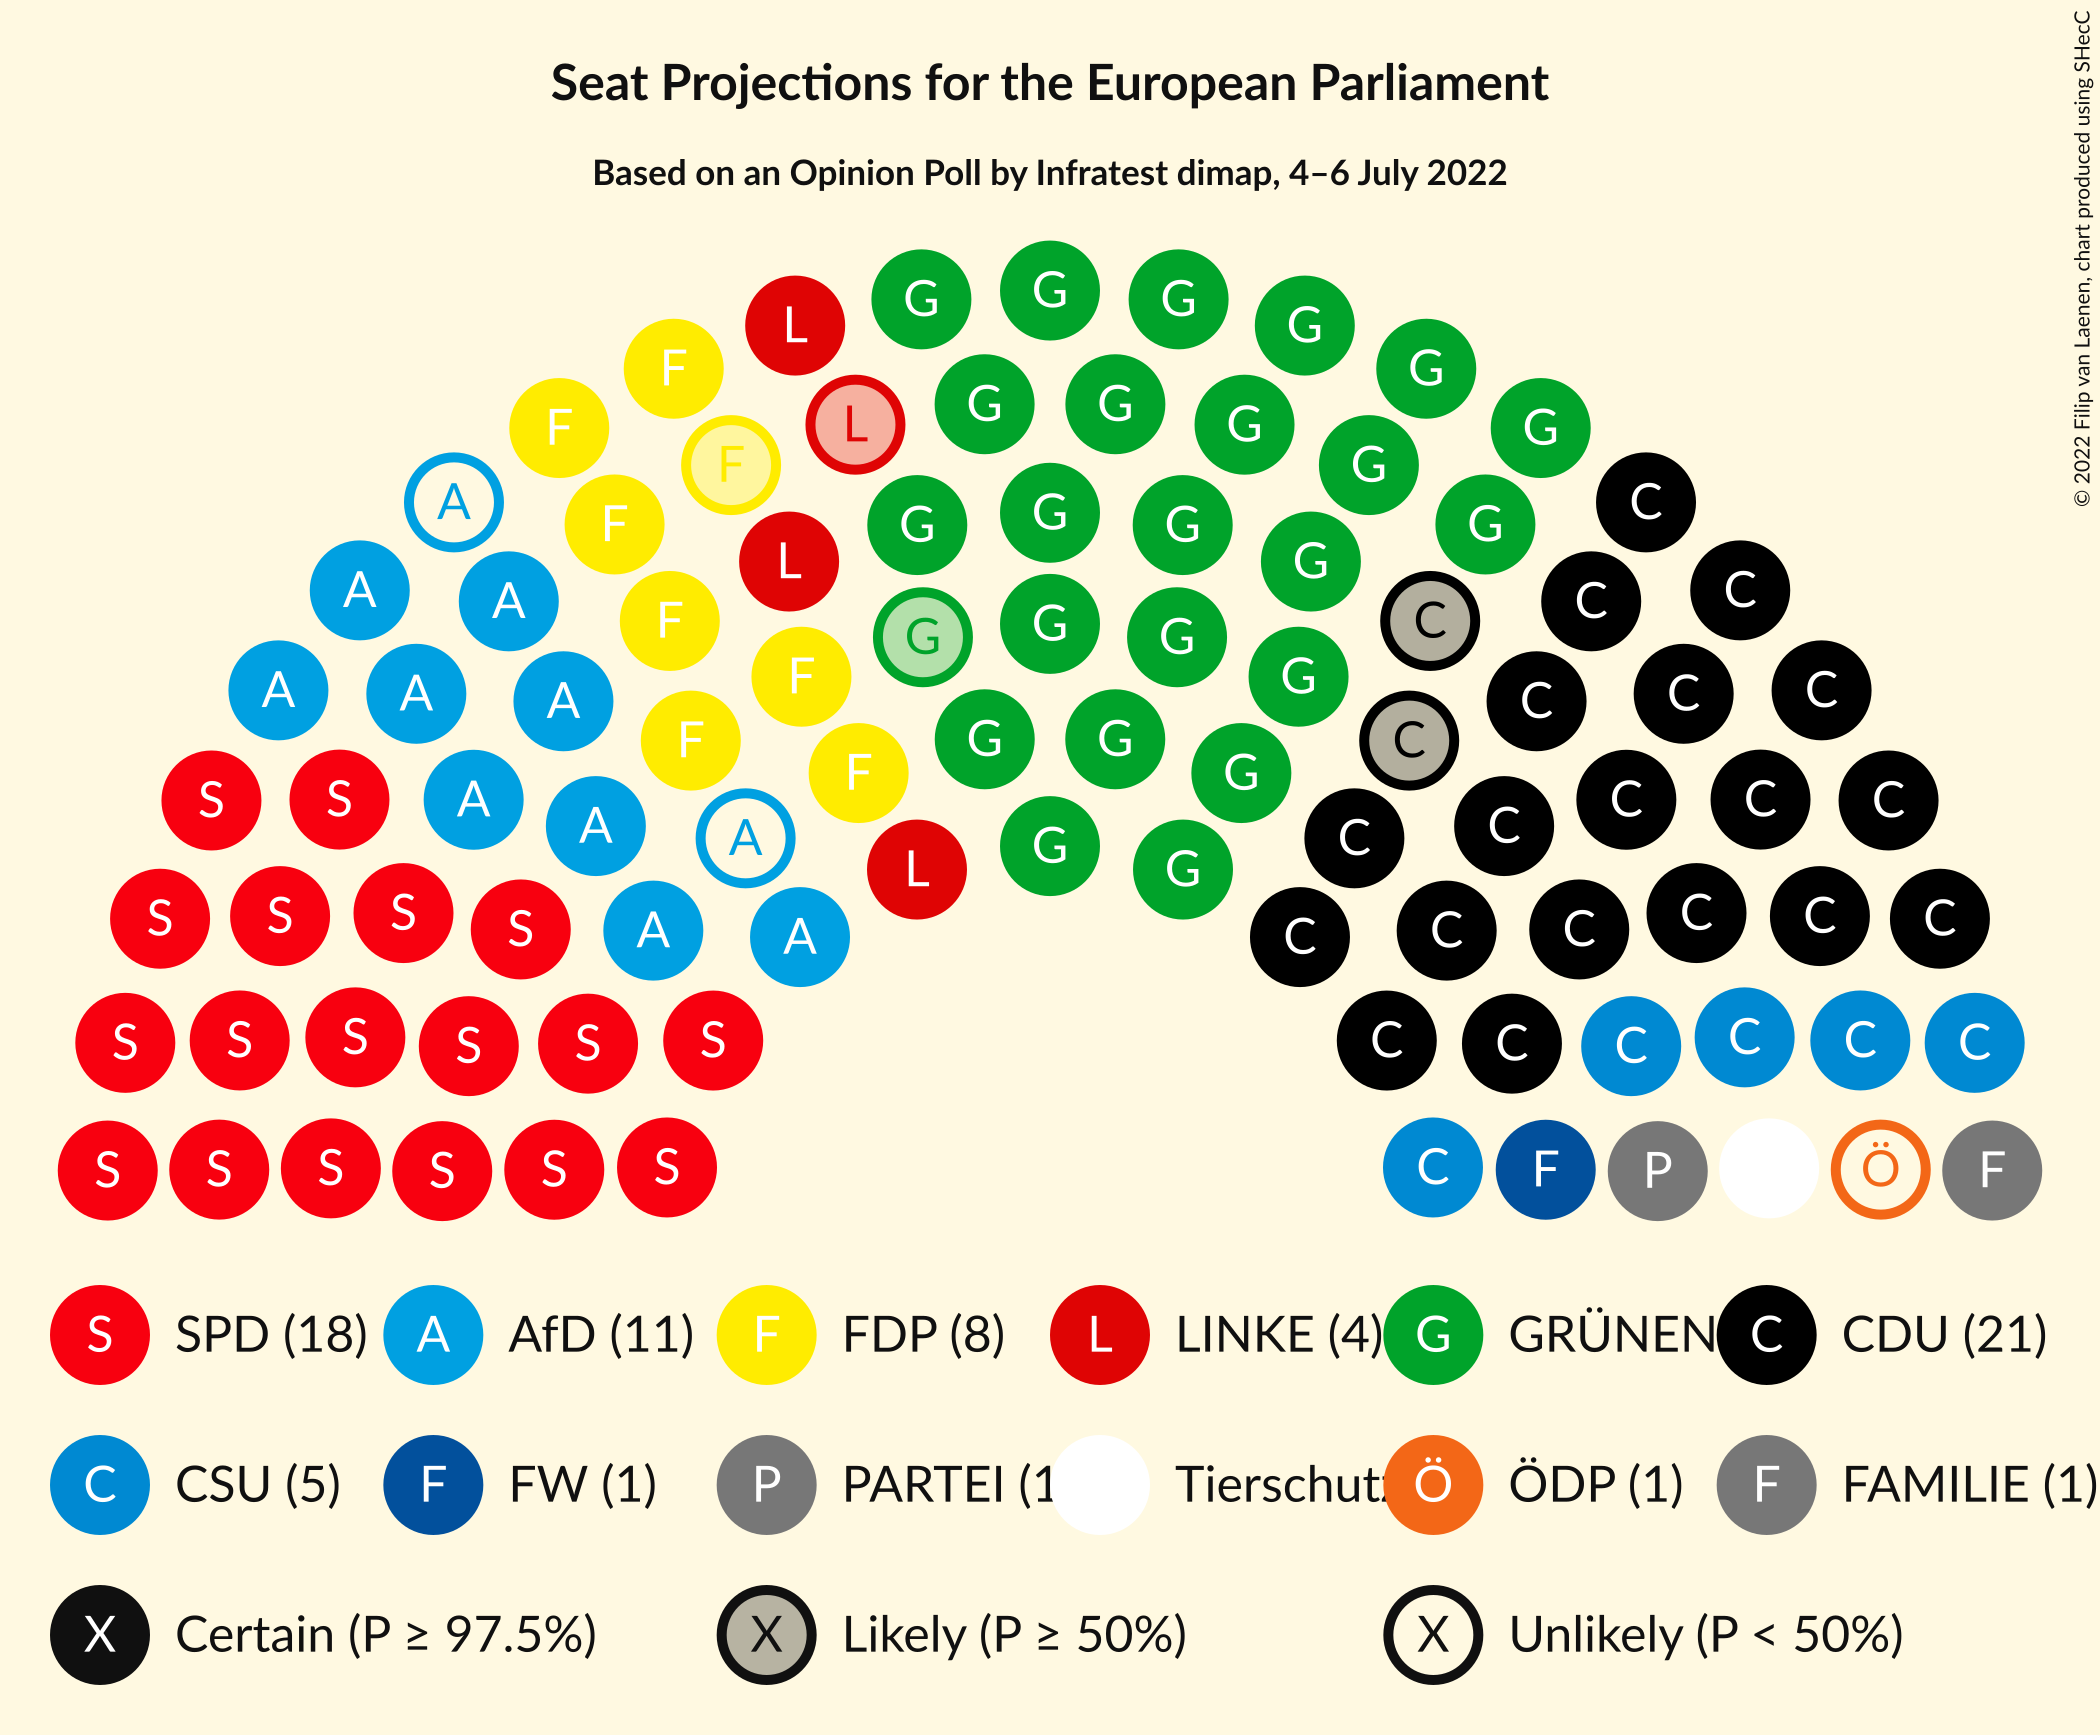 Seat Projections for the European Parliament
Based on an Opinion Poll by Infratest dimap, 4–6 July 2022
© 2022 Filip van Laenen, chart produced using SHecC
G G G G
L G
F G G G
F L G G
F G G G G C
A F L G G G C
A A F G G G C C C
A A A F F G G C C C C
S S A A F A F G G G C C C C C C
S S S S A A L G G C C C C C C
S S S S S S C C C C C C
S S S S S S C F P Ö F
S SPD (18) A AfD (11) F FDP (8) L LINKE (4) G GRÜNEN C CDU (21)
C CSU (5) F FW (1) P PARTEI (1 Tierschutz Ö ÖDP (1) F FAMILIE (1)
X Certain (P ≥ 97.5%) X Likely (P ≥ 50%) X Unlikely (P < 50%)